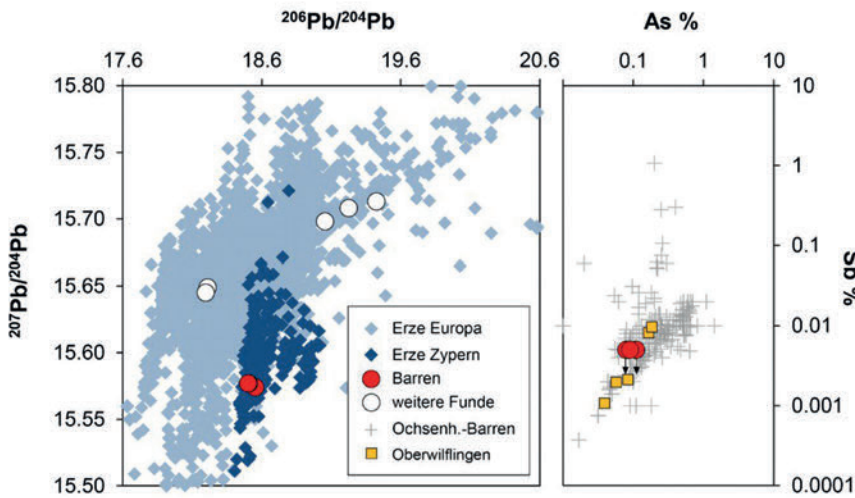 ²⁰⁶Pb/²⁰⁴Pb
As %
17.6 18.6 19.6 20.6
0.1 1 10
15.80
15.75
15.70
15.65
15.60
15.55
15.50
²⁰⁷Pb/²⁰⁴Pb
Erze Europa
Erze Zypern
Barren
weitere Funde
Ochsenh.-Barren
Oberwilflingen
10
1
0.1
0.01
0.001
0.0001
Sb %